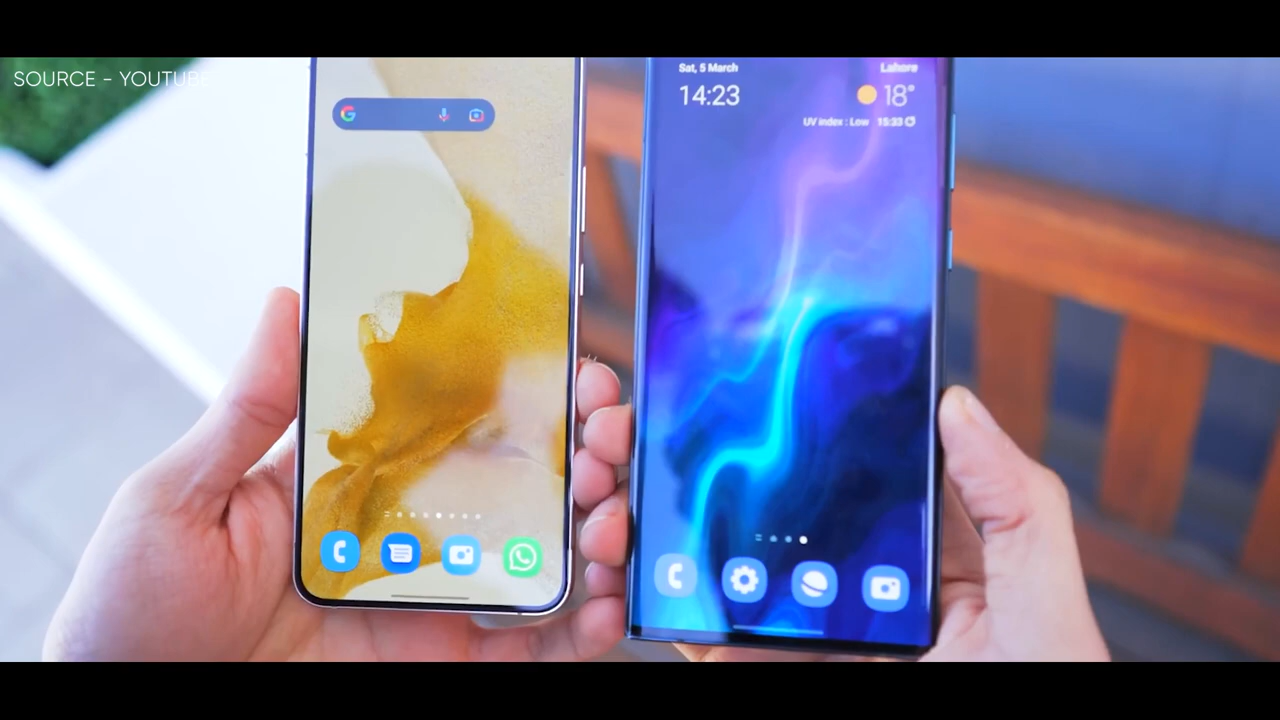 SOURCE - YOUTUBE
Sat, 5 March
Lahore
14:23
18°
UV index : Low 15:33